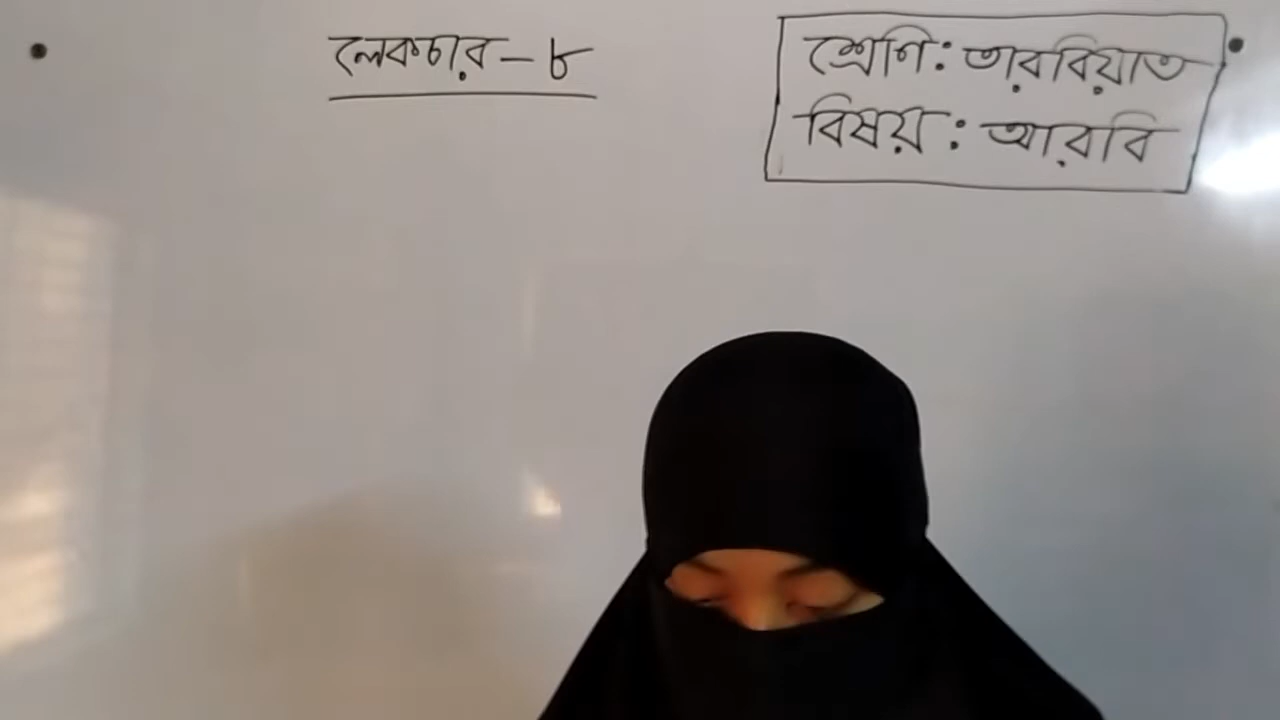 লেকচার - ৮
শ্রেণি : তারবিয়াত
বিষয় : আরবি